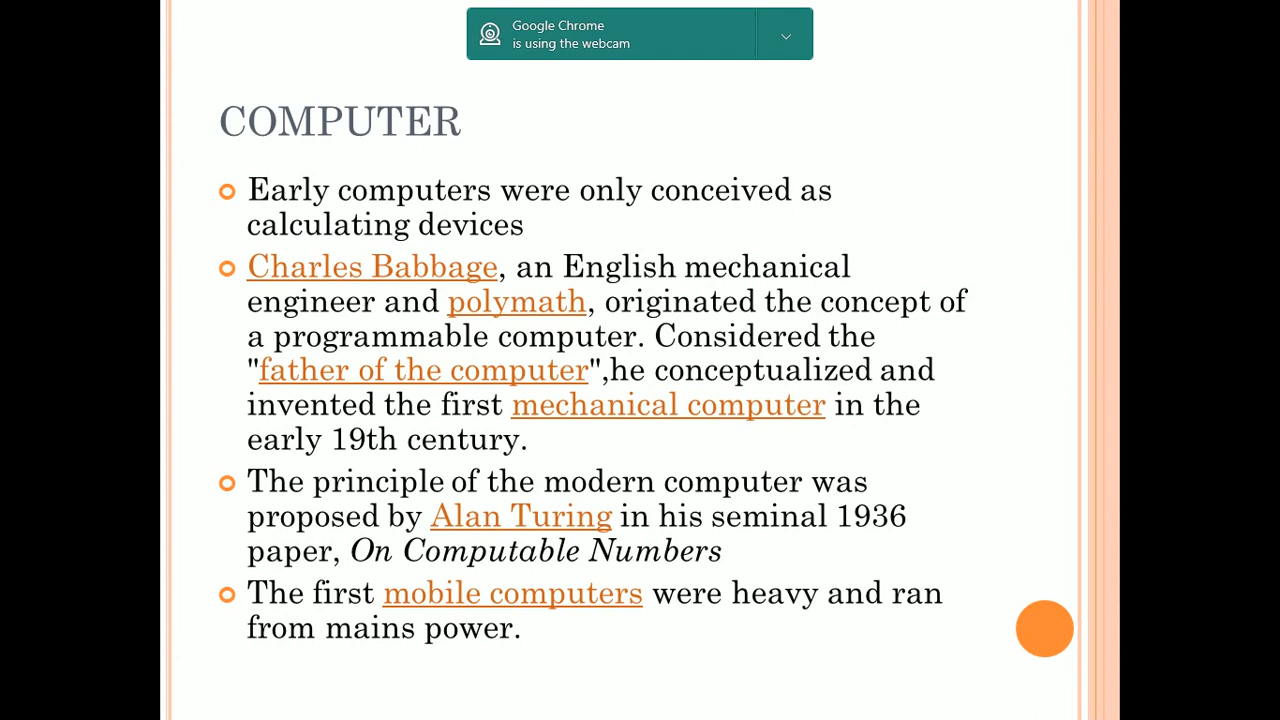 Google Chrome
is using the webcam
COMPUTER
Early computers were only conceived as
calculating devices
Charles Babbage, an English mechanical
engineer and polymath, originated the concept of
a programmable computer. Considered the
"father of the computer",he conceptualized and
invented the first mechanical computer in the
early 19th century.
The principle of the modern computer was
proposed by Alan Turing in his seminal 1936
paper, On Computable Numbers
The first mobile computers were heavy and ran
from mains power.